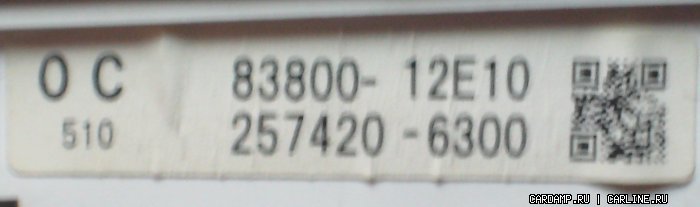 O C 83800- 12E10
510 257420 -6300
CARDAMP.RU | CARLINE.RU